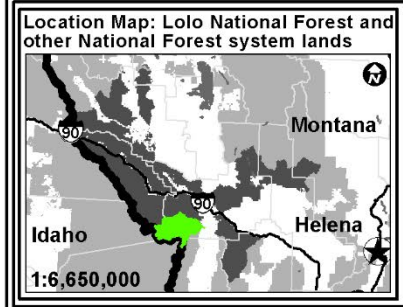 Location Map: Lolo National Forest and
other National Forest system lands
N
90
Montana
90
Helena
Idaho
1:6,650,000